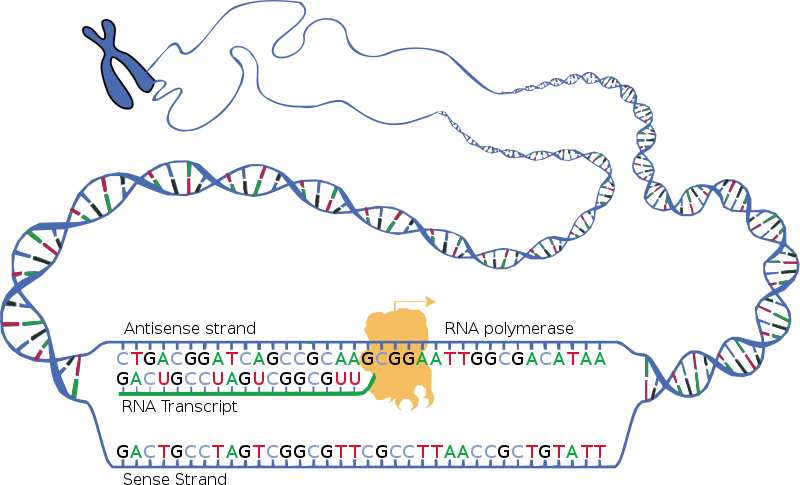 Antisense strand
RNA polymerase
CTGACGGATCAGCCGCAAGCGGAATTGGCGACATAA
GACUGCCUAGUCGGCGUU
RNA Transcript
GACTGCCTAGTCGGCGTTCGCCTTAACCGCTGTATT
Sense Strand